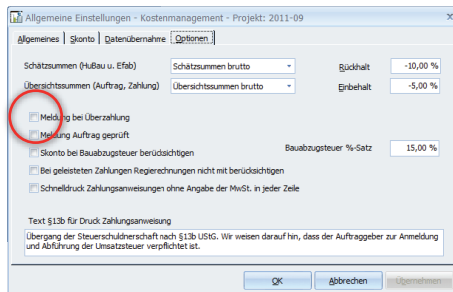 Allgemeine Einstellungen - Kostenmanagement - Projekt: 2011-09
Allgemeines Skonto Datenübernahme Optionen
Schätzsummen (HuBau u. Efab) Schätzsummen brutto Rückhalt -10,00 %
Übersichtssummen (Auftrag, Zahlung) Übersichtssummen brutto Einbehalt -5,00 %
Meldung bei Überzahlung
Meldung Auftrag geprüft
Skonto bei Bauabzugsteuer berücksichtigen Bauabzugsteuer %-Satz 15,00 %
Bei geleisteten Zahlungen Regierechnungen nicht mit berücksichtigen
Schnelldruck Zahlungsanweisungen ohne Angabe der MwSt. in jeder Zeile
Text §13b für Druck Zahlungsanweisung
Übergang der Steuerschuldnerschaft nach §13b UStG. Wir weisen darauf hin, dass der Auftraggeber zur Anmeldung
und Abführung der Umsatzsteuer verpflichtet ist.
OK Abbrechen Übernehmen